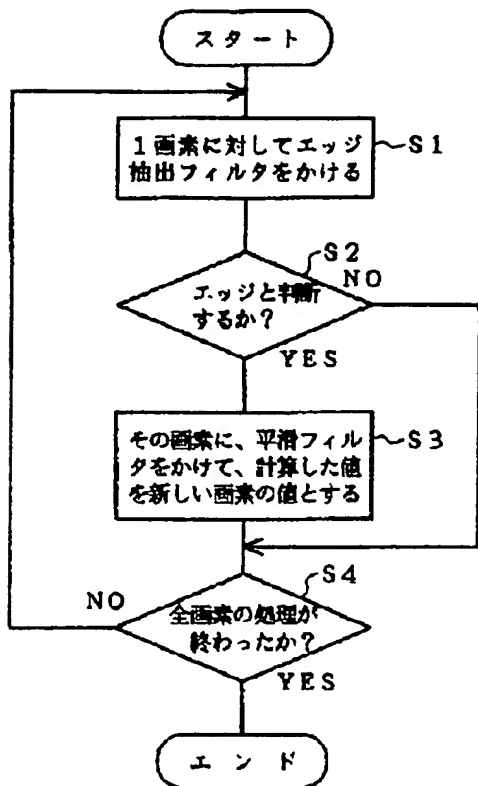 スタート
1画素に対してエッジ
抽出フィルタをかける
S1
S2
エッジと判断
するか?
NO
YES
その画素に、平滑フィル
タをかけて、計算した値
を新しい画素の値とする
S3
S4
全画素の処理が
終わったか?
NO
YES
エンド